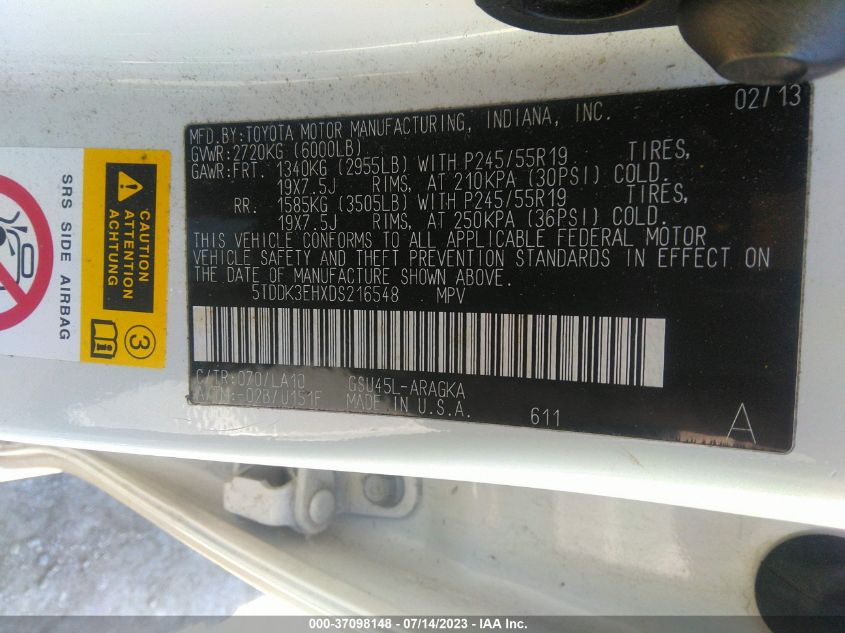 02/13
MFD.BY:TOYOTA MOTOR MANUFACTURING, INDIANA, INC.
GVWR:2720KG (6000LB)
GAWR:FRT. 1340KG (2955LB) WITH P245/55R19 TIRES,
19X7.5J RIMS, AT 210KPA (30PSI) COLD.
RR. 1585KG (3505LB) WITH P245/55R19 TIRES,
19X7.5J RIMS, AT 250KPA (36PSI) COLD.
THIS VEHICLE CONFORMS TO ALL APPLICABLE FEDERAL MOTOR
VEHICLE SAFETY AND THEFT PREVENTION STANDARDS IN EFFECT ON
THE DATE OF MANUFACTURE SHOWN ABOVE.
5TDDK3EHXDS216548 MPV
C/TR:070/LA10 GSU45L-ARAGKA
A/TM:-02B/U151F MADE IN U.S.A.
611
A
SRS SIDE AIRBAG
CAUTION
ATTENTION
ACHTUNG
3
i
000-37098148 - 07/14/2023 - IAA Inc.